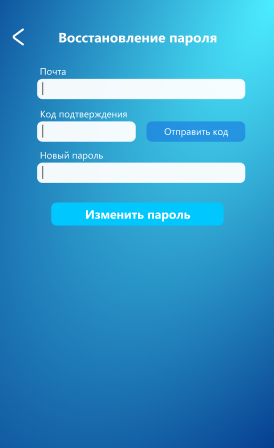 Восстановление пароля
Почта
Код подтверждения
Отправить код
Новый пароль
Изменить пароль